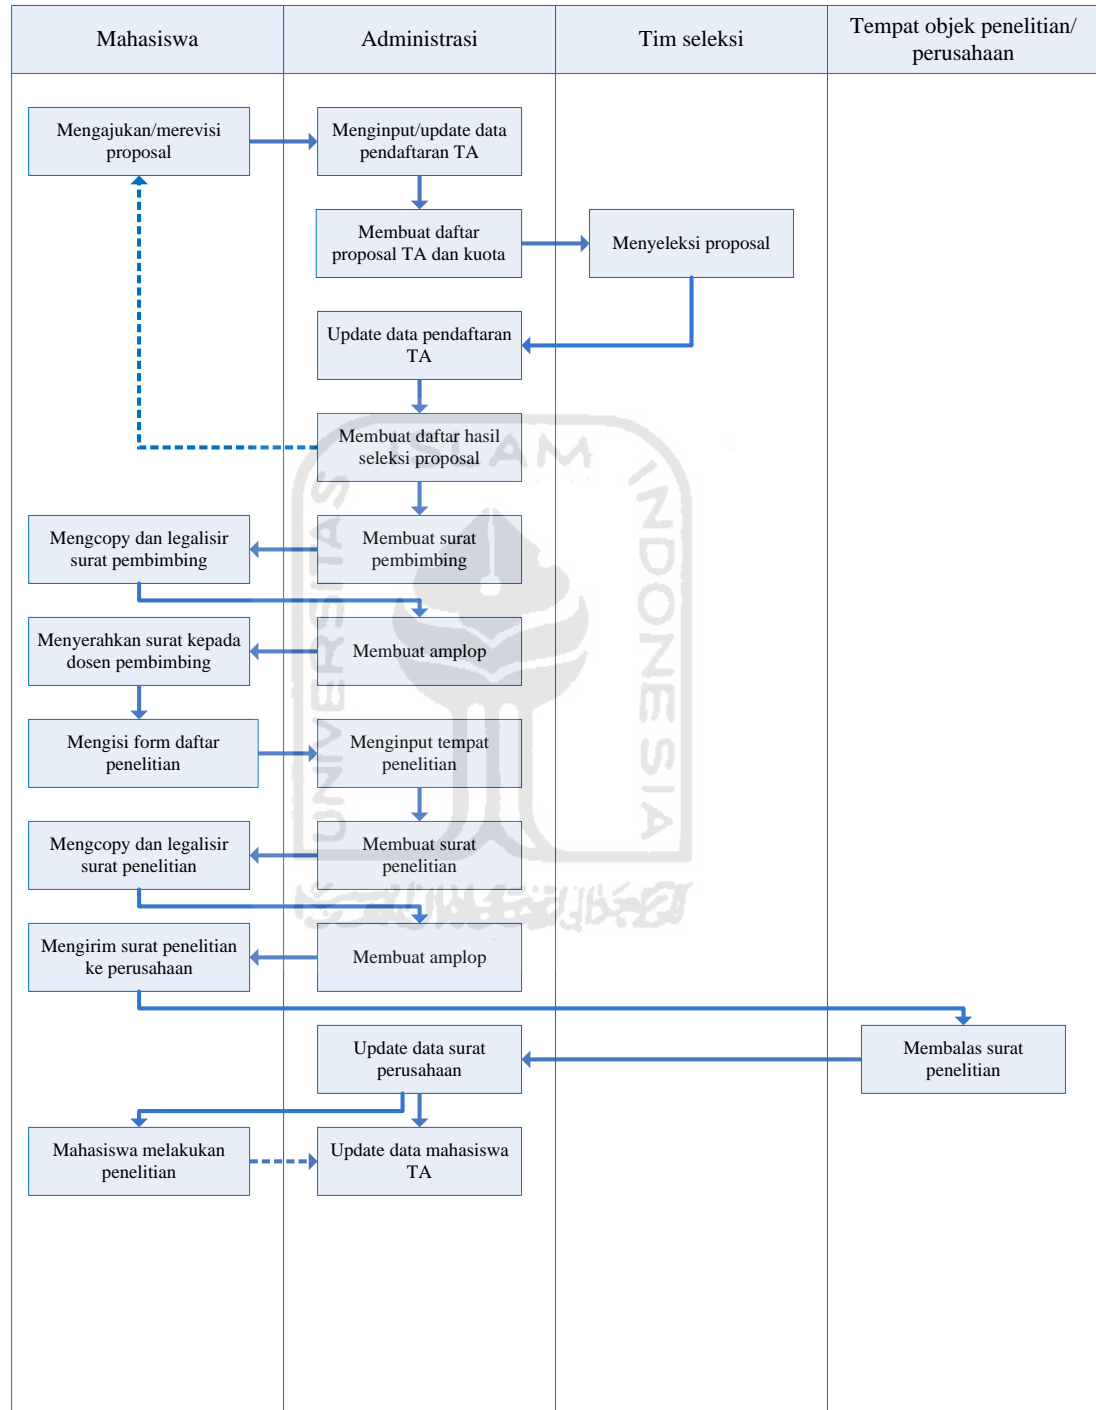 Mahasiswa
Administrasi
Tim seleksi
Tempat objek penelitian/
perusahaan
Mengajukan/merevisi
proposal
Menginput/update data
pendaftaran TA
Membuat daftar
proposal TA dan kuota
Menyeleksi proposal
Update data pendaftaran
TA
Membuat daftar hasil
seleksi proposal
Mengcopy dan legalisir
surat pembimbing
Membuat surat
pembimbing
Menyerahkan surat kepada
dosen pembimbing
Membuat amplop
Mengisi form daftar
penelitian
Menginput tempat
penelitian
Mengcopy dan legalisir
surat penelitian
Membuat surat
penelitian
Mengirim surat penelitian
ke perusahaan
Membuat amplop
Update data surat
perusahaan
Membalas surat
penelitian
Mahasiswa melakukan
penelitian
Update data mahasiswa
TA
UNIVERSITAS
ISLAM
INDONESIA